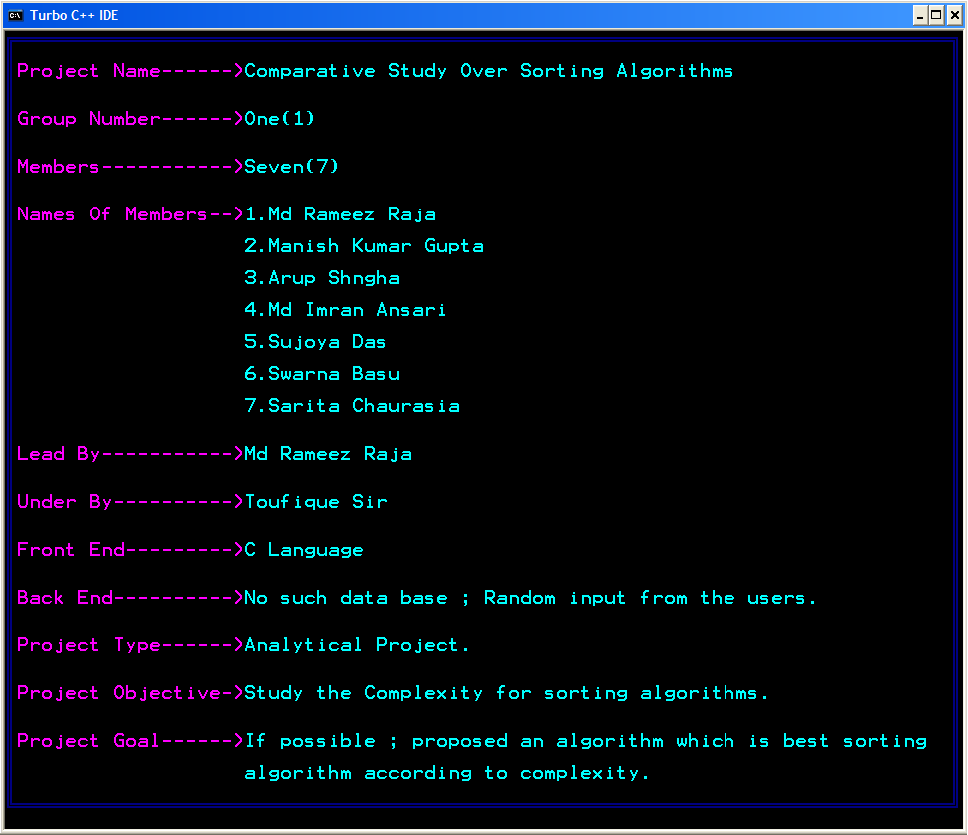 Turbo C++ IDE
Project Name------>Comparative Study Over Sorting Algorithms
Group Number------>One(1)
Members----------->Seven(7)
Names Of Members-->1.Md Rameez Raja
2.Manish Kumar Gupta
3.Arup Shngha
4.Md Imran Ansari
5.Sujoya Das
6.Swarna Basu
7.Sarita Chaurasia
Lead By----------->Md Rameez Raja
Under By---------->Toufique Sir
Front End--------->C Language
Back End---------->No such data base ; Random input from the users.
Project Type------>Analytical Project.
Project Objective->Study the Complexity for sorting algorithms.
Project Goal------>If possible ; proposed an algorithm which is best sorting
algorithm according to complexity.